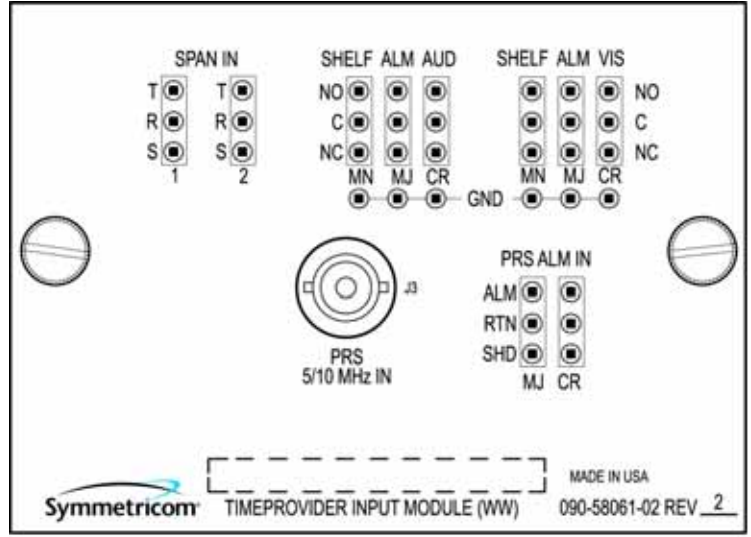 SPAN IN
T T
R R
S S
1 2
SHELF ALM AUD
NO
C
NC
MN MJ CR
SHELF ALM VIS
NO
C
NC
MN MJ CR
GND
J3
PRS
5/10 MHz IN
PRS ALM IN
ALM
RTN
SHD
MJ CR
Symmetricom
TIMEPROVIDER INPUT MODULE (WW)
MADE IN USA
090-58061-02 REV 2